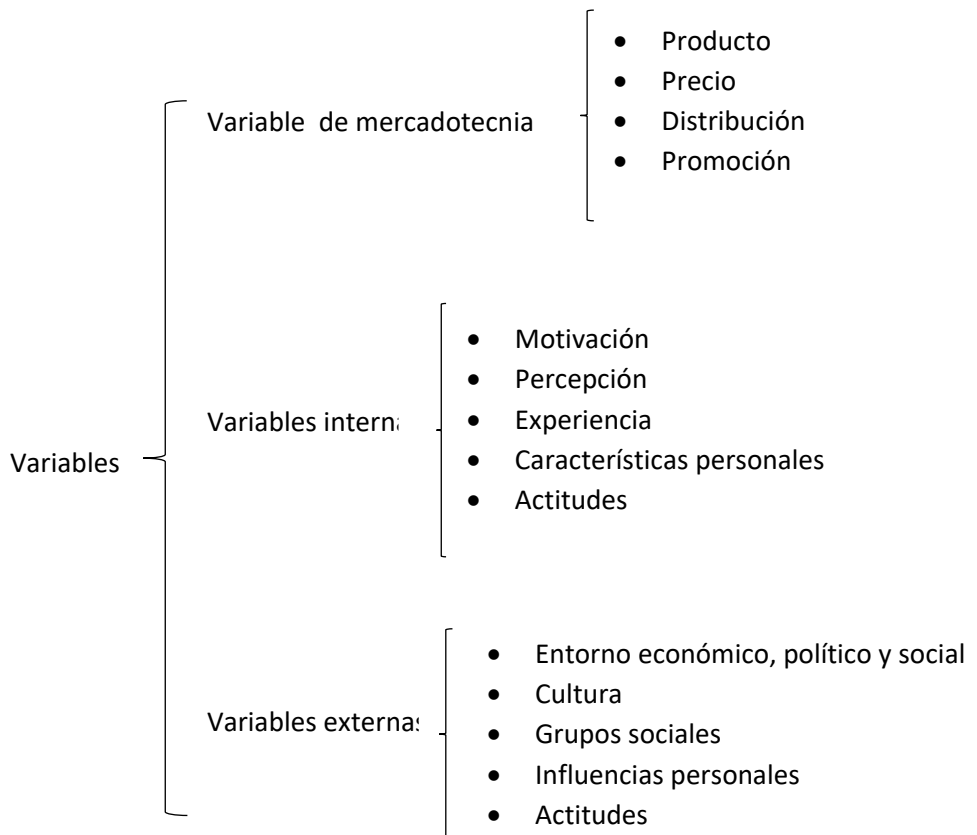 Variables
Variable de mercadotecnia
• Producto
• Precio
• Distribución
• Promoción
Variables interna
• Motivación
• Percepción
• Experiencia
• Características personales
• Actitudes
Variables externas
• Entorno económico, político y social
• Cultura
• Grupos sociales
• Influencias personales
• Actitudes